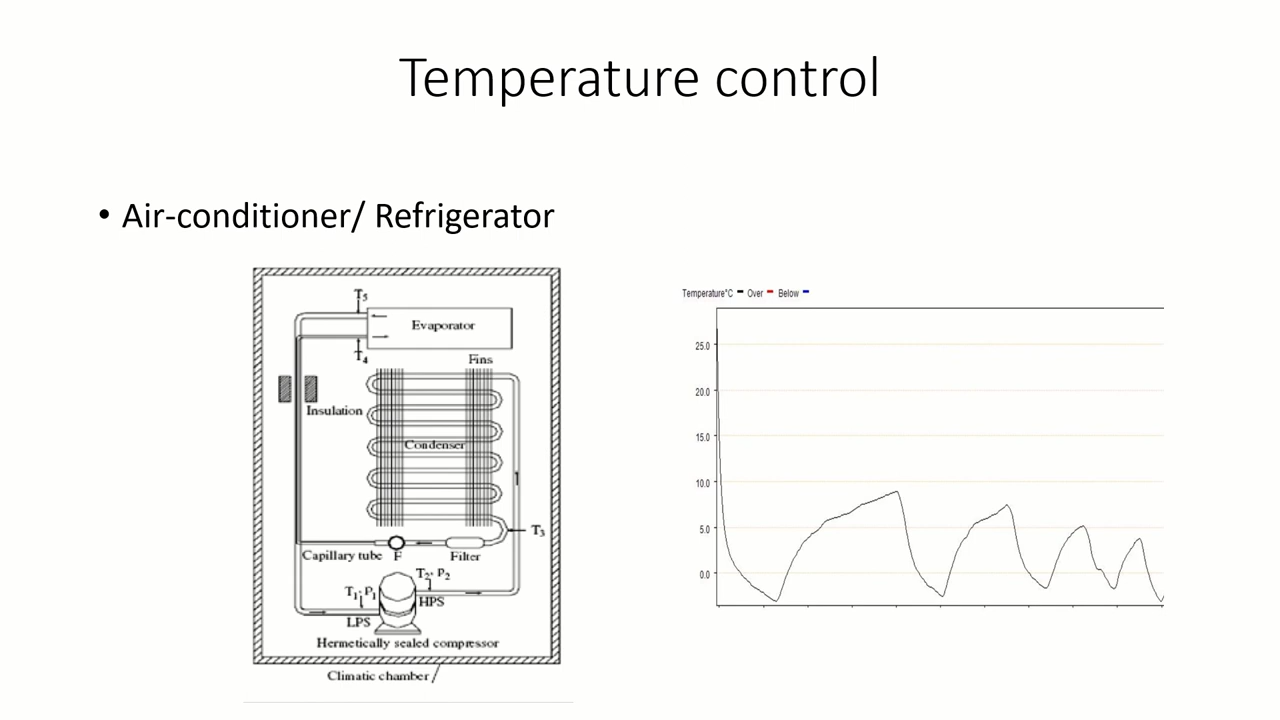 Temperature control
• Air-conditioner/ Refrigerator
T5
Evaporator
T4
Fins
Insulation
Condenser
T3
Capillary tube F Filter
T2, P2
T1, P1
HPS
LPS
Hermetically sealed compressor
Climatic chamber
Temperature°C Over Below
25.0
20.0
15.0
10.0
5.0
0.0